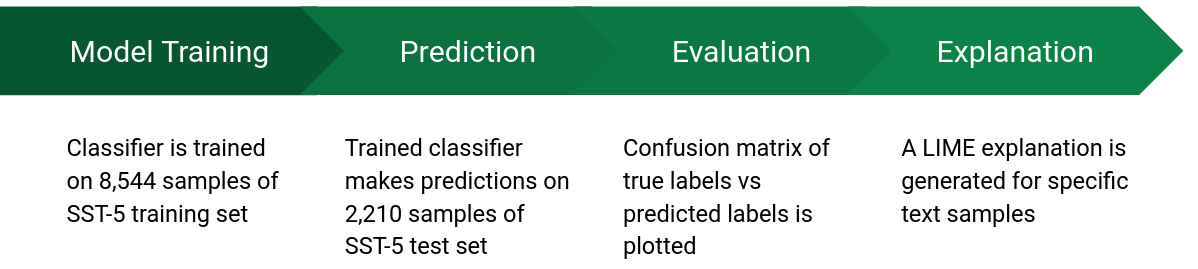 Model Training
Prediction
Evaluation
Explanation
Classifier is trained
on 8,544 samples of
SST-5 training set
Trained classifier
makes predictions on
2,210 samples of
SST-5 test set
Confusion matrix of
true labels vs
predicted labels is
plotted
A LIME explanation is
generated for specific
text samples